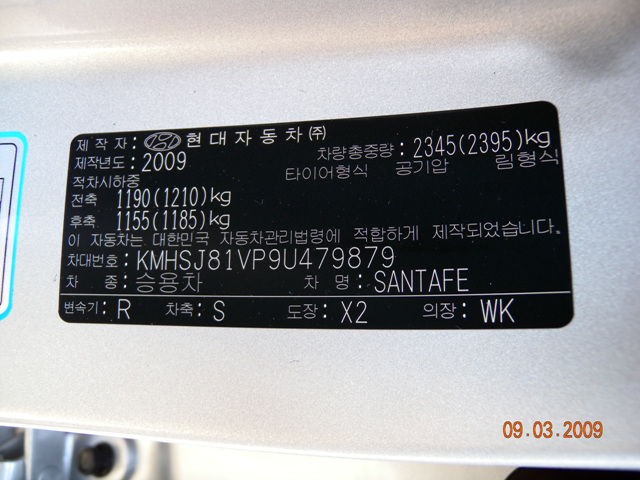 제작자: 현대자동차㈜
제작년도: 2009 차량총중량: 2345(2395)kg
적차시하중 타이어형식 공기압 림형식
전축 1190(1210)kg
후축 1155(1185)kg
이 자동차는 대한민국 자동차관리법령에 적합하게 제작되었습니다.
차대번호: KMHSJ81VP9U479879
차 종: 승용차 차 명: SANTAFE
변속기: R 차축: S 도장: X2 의장: WK
09.03.2009